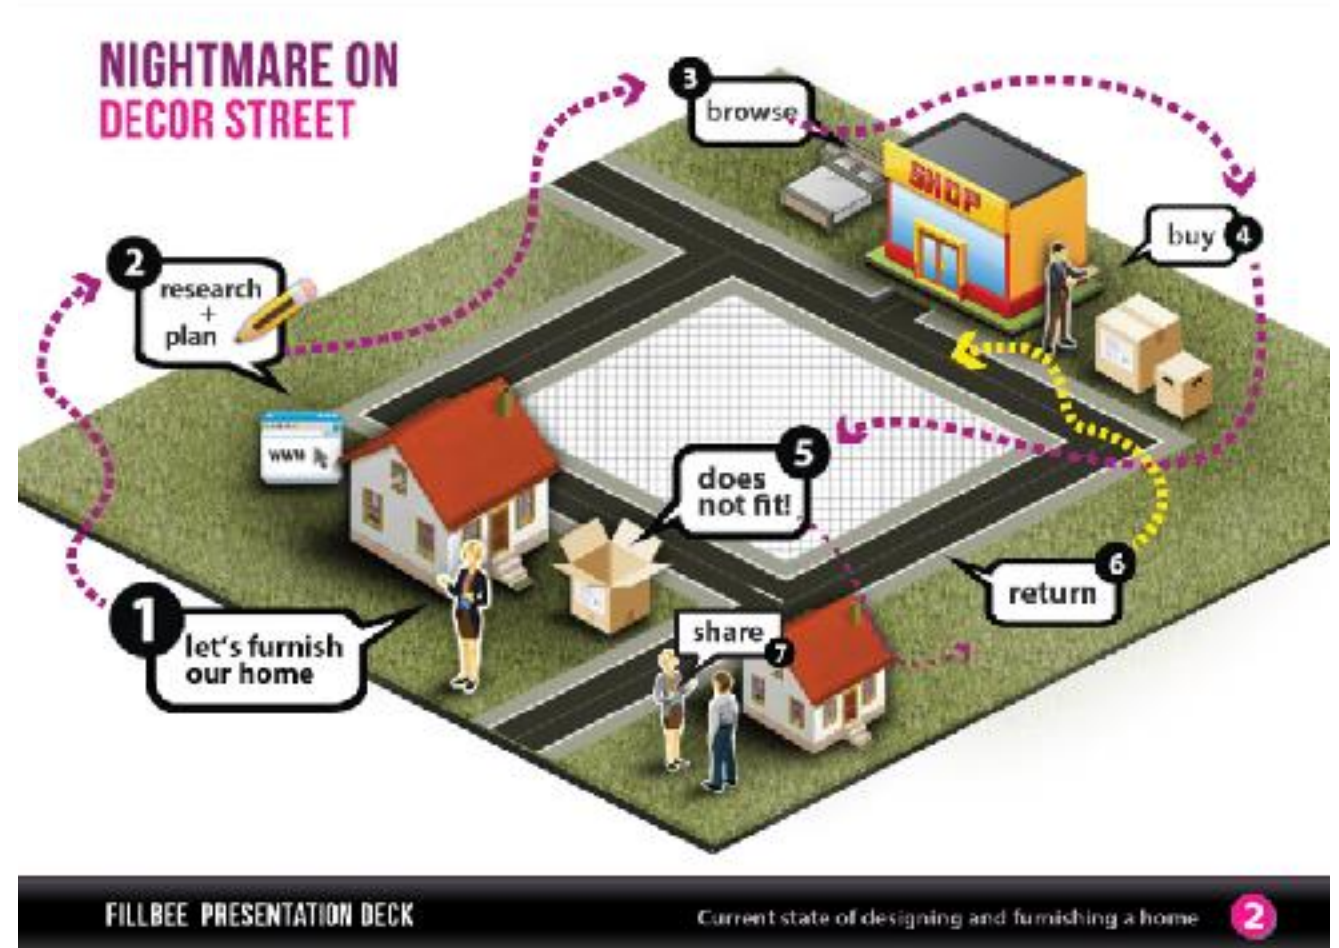 NIGHTMARE ON
DECOR STREET
1
let's furnish
our home
2
research
+
plan
www
3
browse
SHOP
4
buy
5
does
not fit!
6
return
7
share
FILLBEE PRESENTATION DECK
Current state of designing and furnishing a home
2